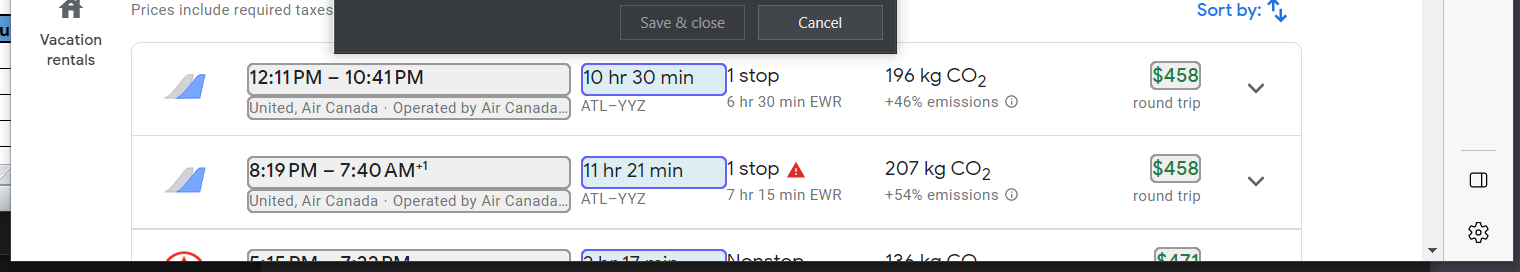 Prices include required taxes
Save & close
Cancel
Sort by:
Vacation
rentals
12:11 PM – 10:41 PM
United, Air Canada · Operated by Air Canada...
10 hr 30 min
ATL–YYZ
1 stop
6 hr 30 min EWR
196 kg CO2
+46% emissions
$458
round trip
8:19 PM – 7:40 AM+1
United, Air Canada · Operated by Air Canada...
11 hr 21 min
ATL–YYZ
1 stop
7 hr 15 min EWR
207 kg CO2
+54% emissions
$458
round trip
Nonstop
136 kg CO
$471